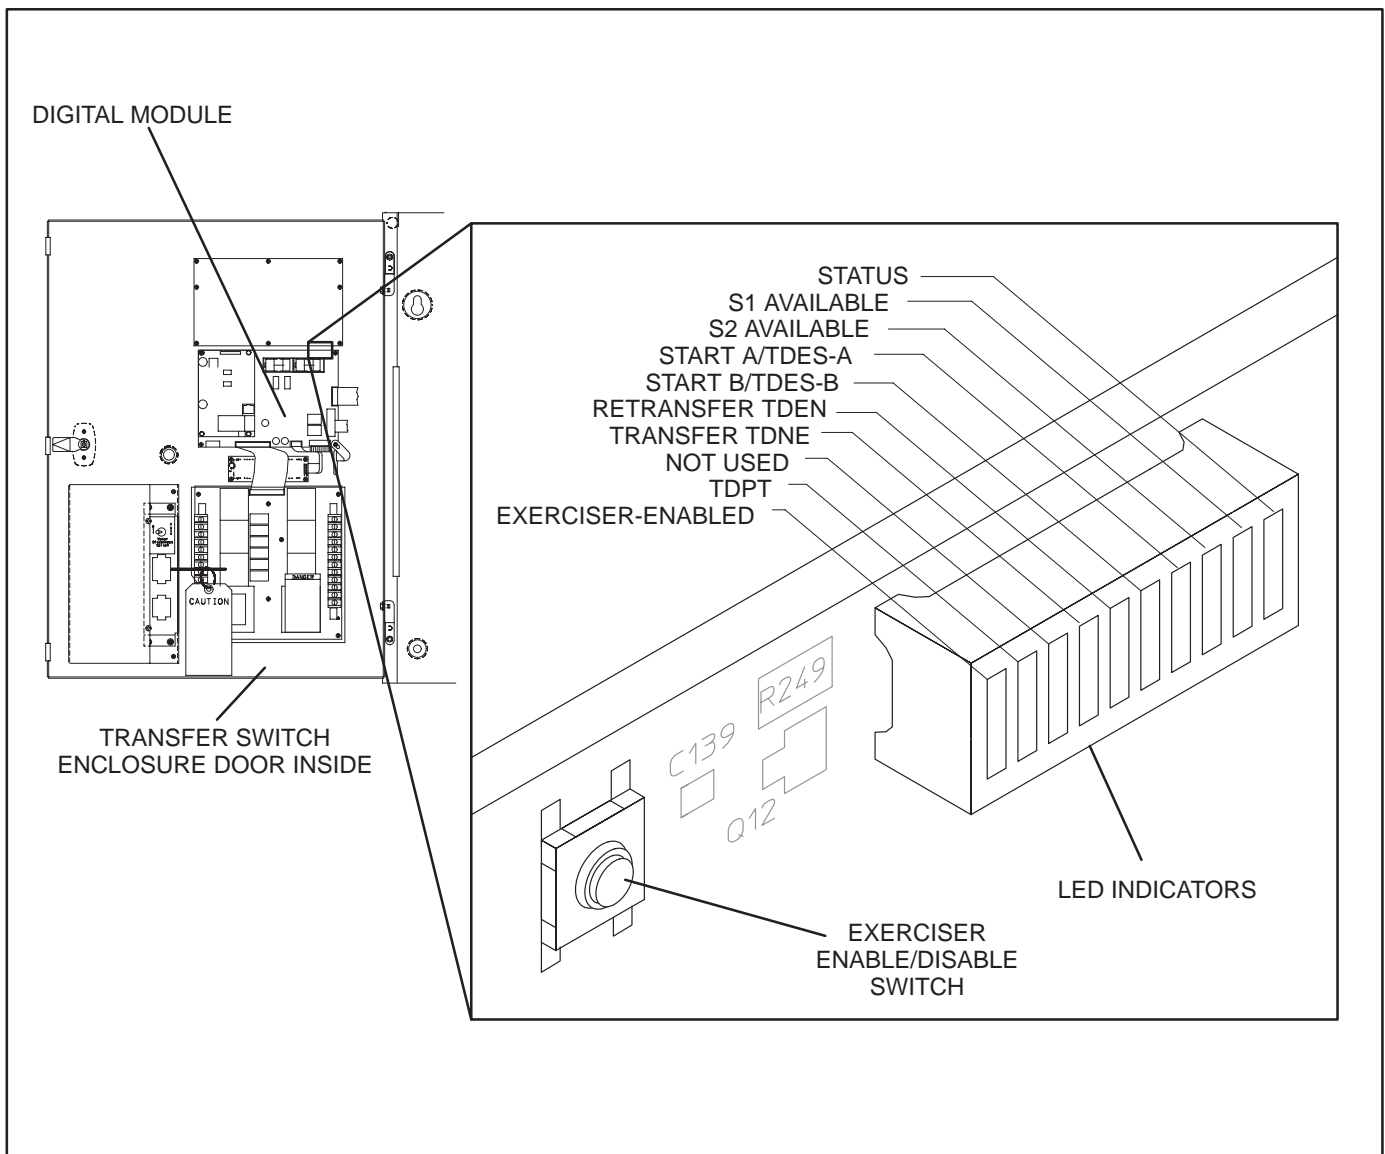 DIGITAL MODULE
CAUTION
DANGER
TRANSFER SWITCH
ENCLOSURE DOOR INSIDE
STATUS
S1 AVAILABLE
S2 AVAILABLE
START A/TDES-A
START B/TDES-B
RETRANSFER TDEN
TRANSFER TDNE
NOT USED
TDPT
EXERCISER-ENABLED
R249
C139
Q12
LED INDICATORS
EXERCISER
ENABLE/DISABLE
SWITCH